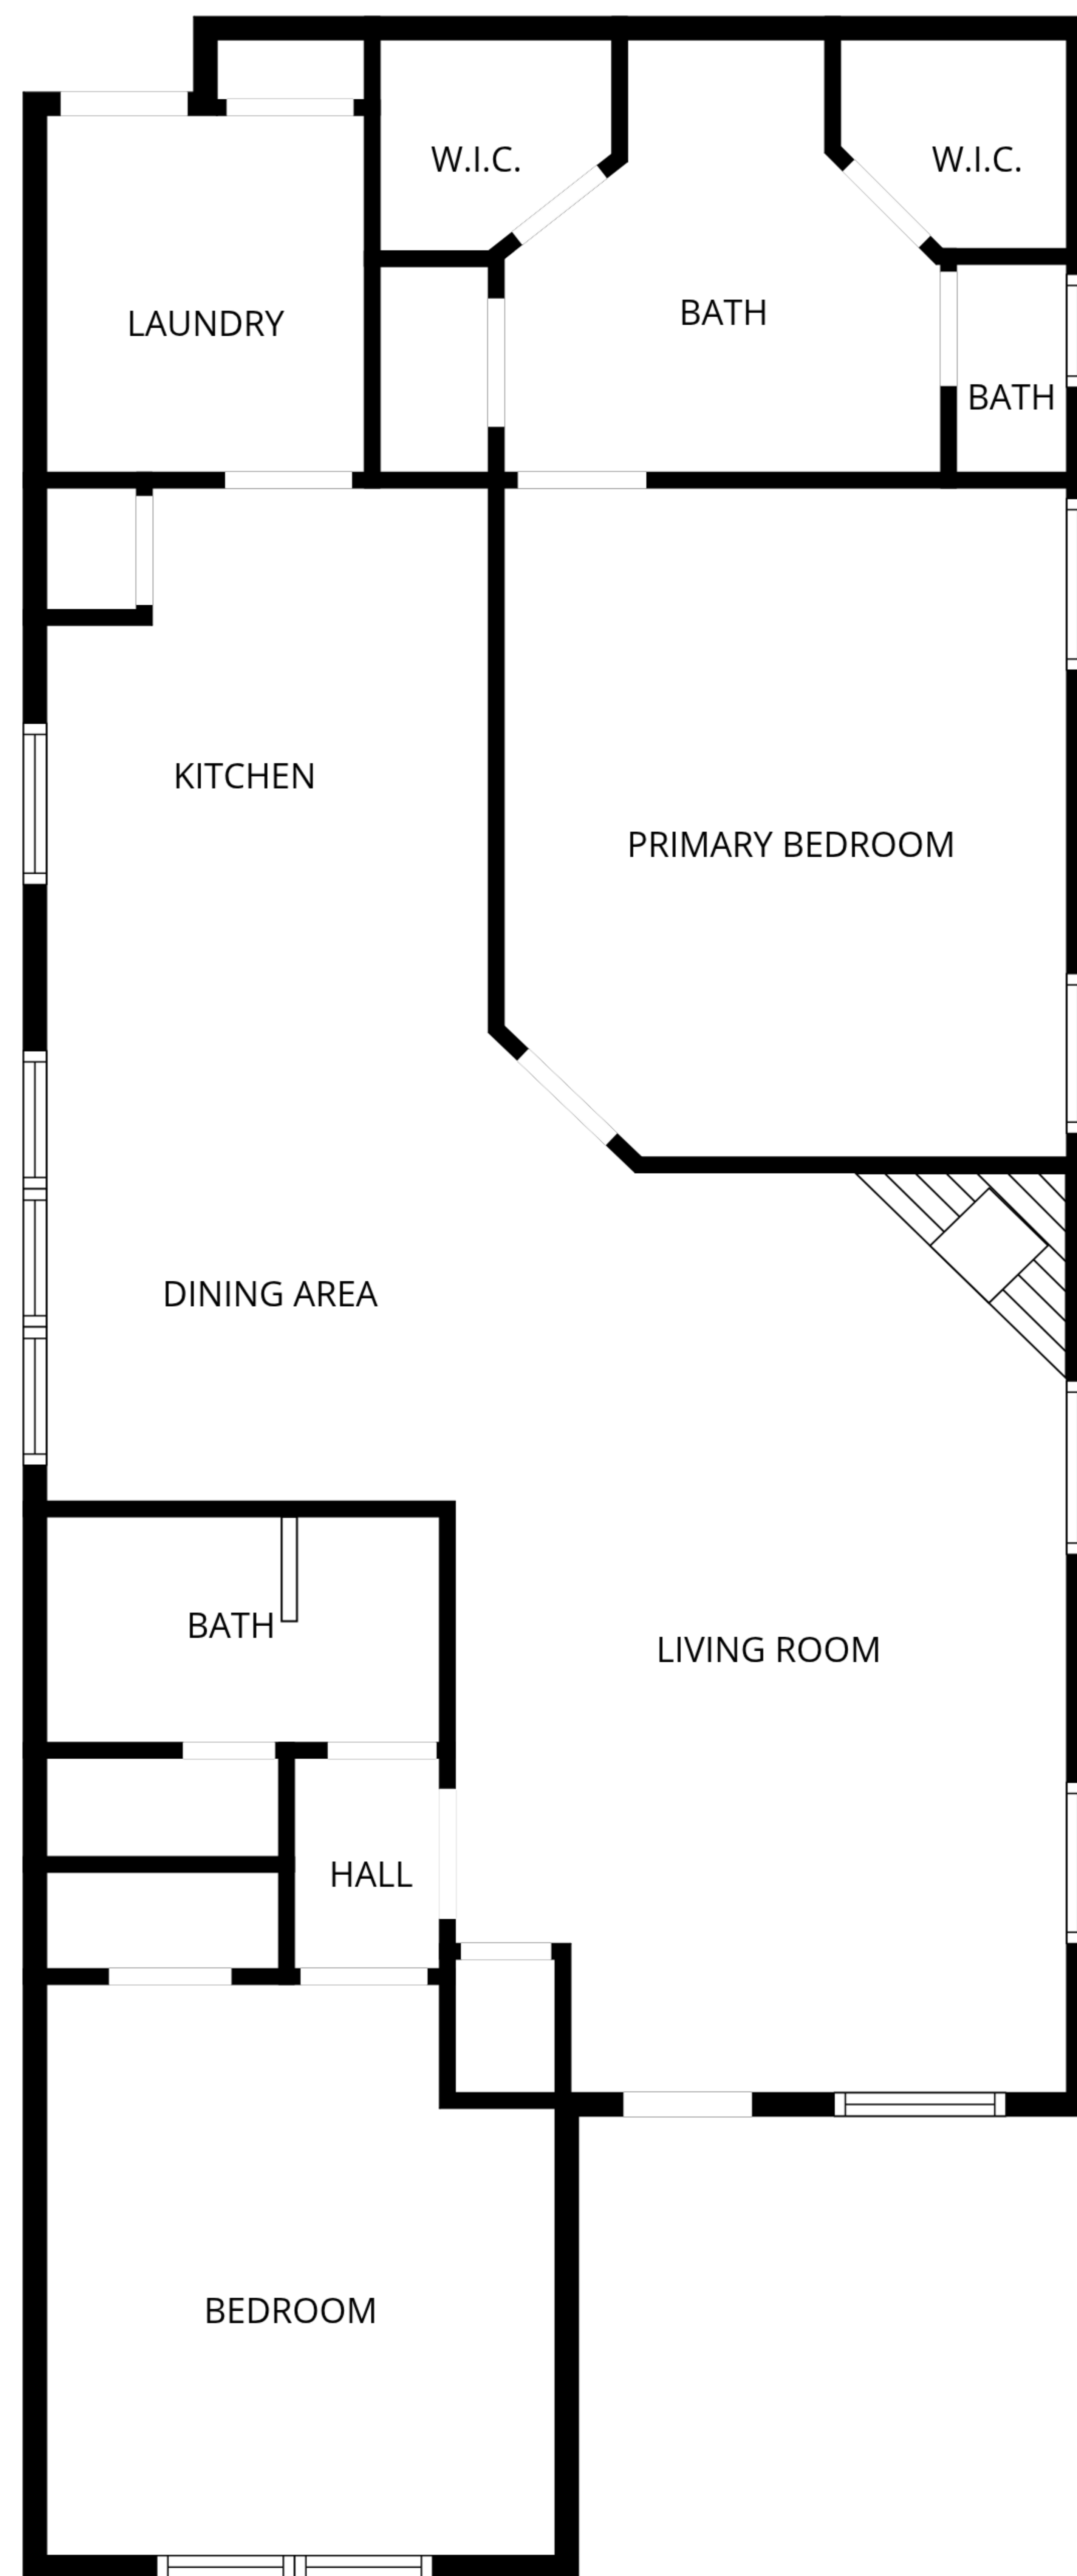 W.I.C.
W.I.C.
LAUNDRY
BATH
BATH
KITCHEN
PRIMARY BEDROOM
DINING AREA
BATH
LIVING ROOM
HALL
BEDROOM